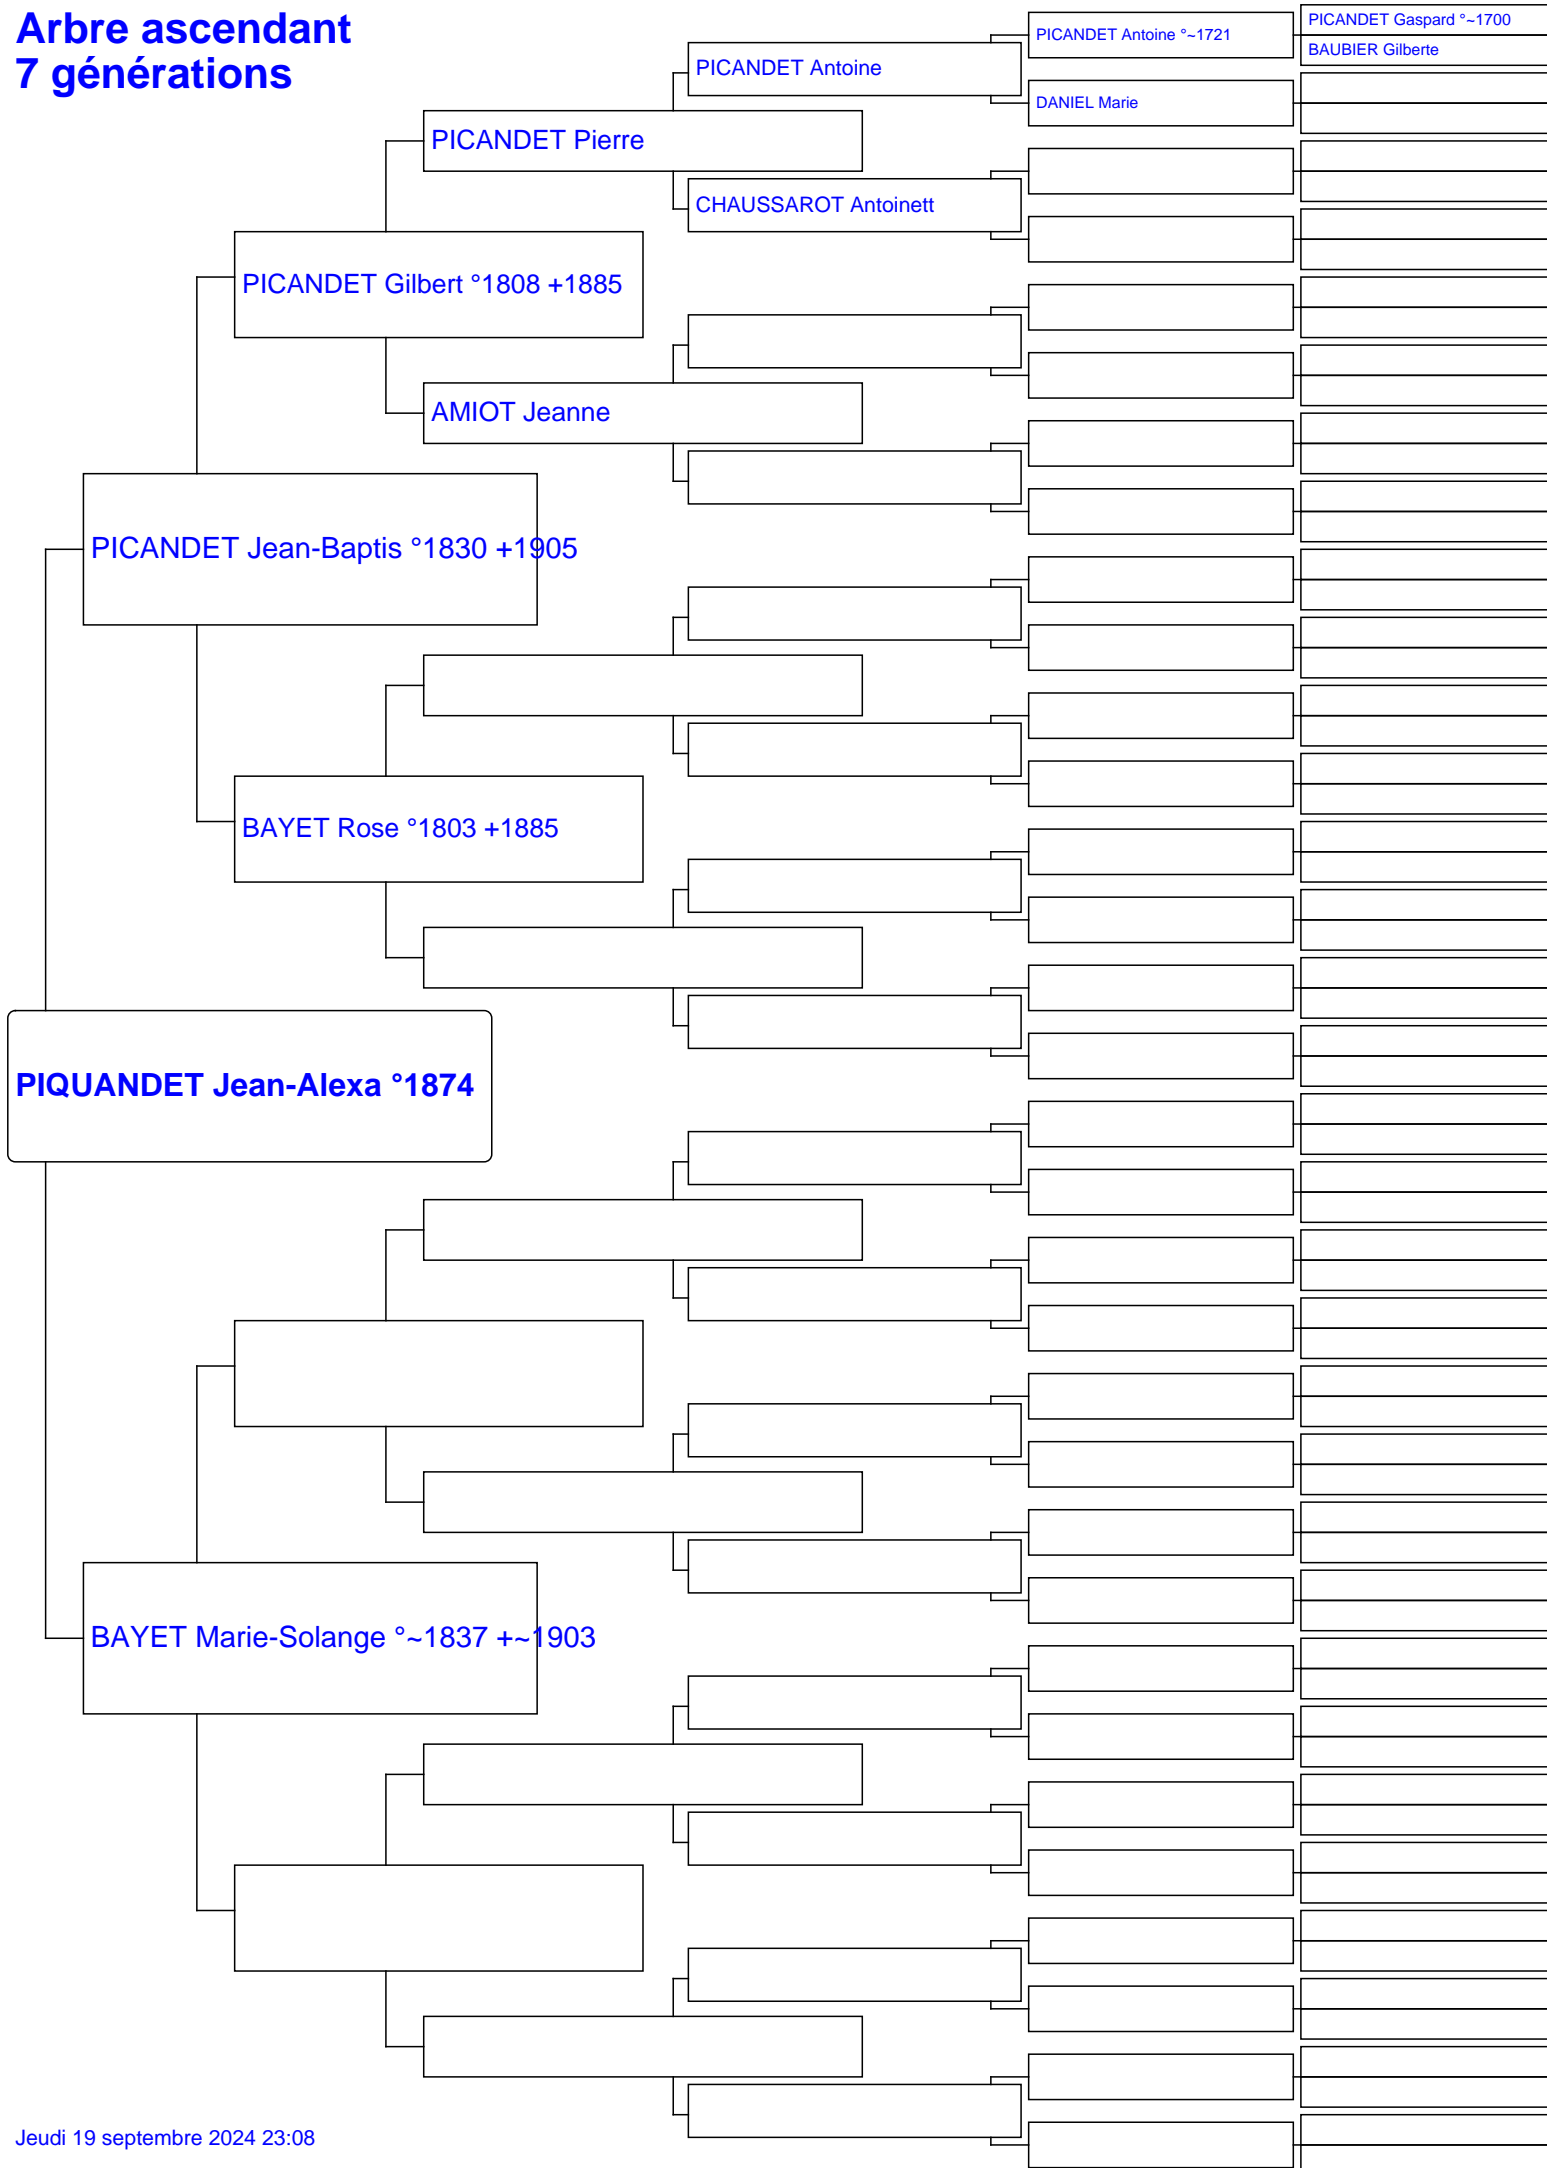 Arbre ascendant
7 générations
PICANDET Gaspard °~1700
PICANDET Antoine °~1721
BAUBIER Gilberte
PICANDET Antoine
DANIEL Marie
PICANDET Pierre
CHAUSSAROT Antoinett
PICANDET Gilbert °1808 +1885
AMIOT Jeanne
PICANDET Jean-Baptis °1830 +1905
BAYET Rose °1803 +1885
PIQUANDET Jean-Alexa °1874
BAYET Marie-Solange °~1837 +~1903
Jeudi 19 septembre 2024 23:08